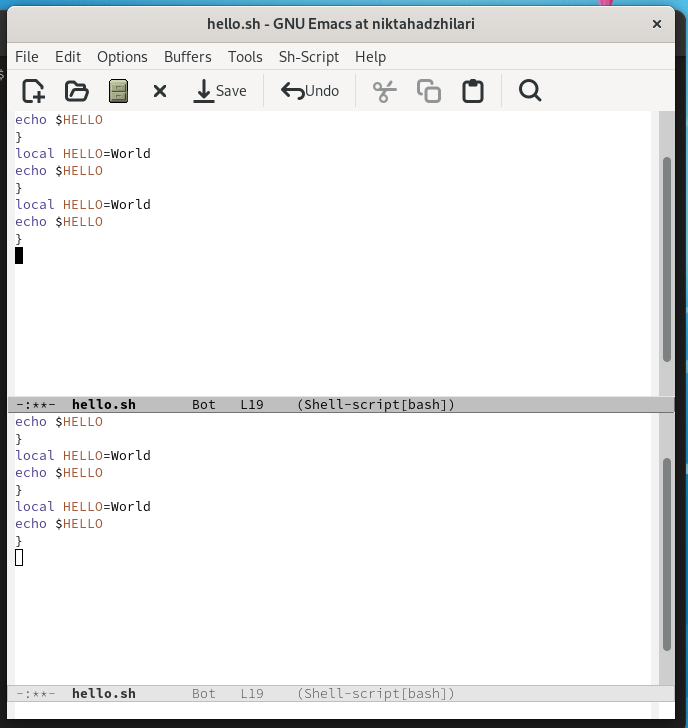 hello.sh - GNU Emacs at niktahadzhilari
File Edit Options Buffers Tools Sh-Script Help
Save Undo
echo $HELLO
}
local HELLO=World
echo $HELLO
}
local HELLO=World
echo $HELLO
}
-:**- hello.sh Bot L19 (Shell-script[bash])
echo $HELLO
}
local HELLO=World
echo $HELLO
}
local HELLO=World
echo $HELLO
}
-:**- hello.sh Bot L19 (Shell-script[bash])